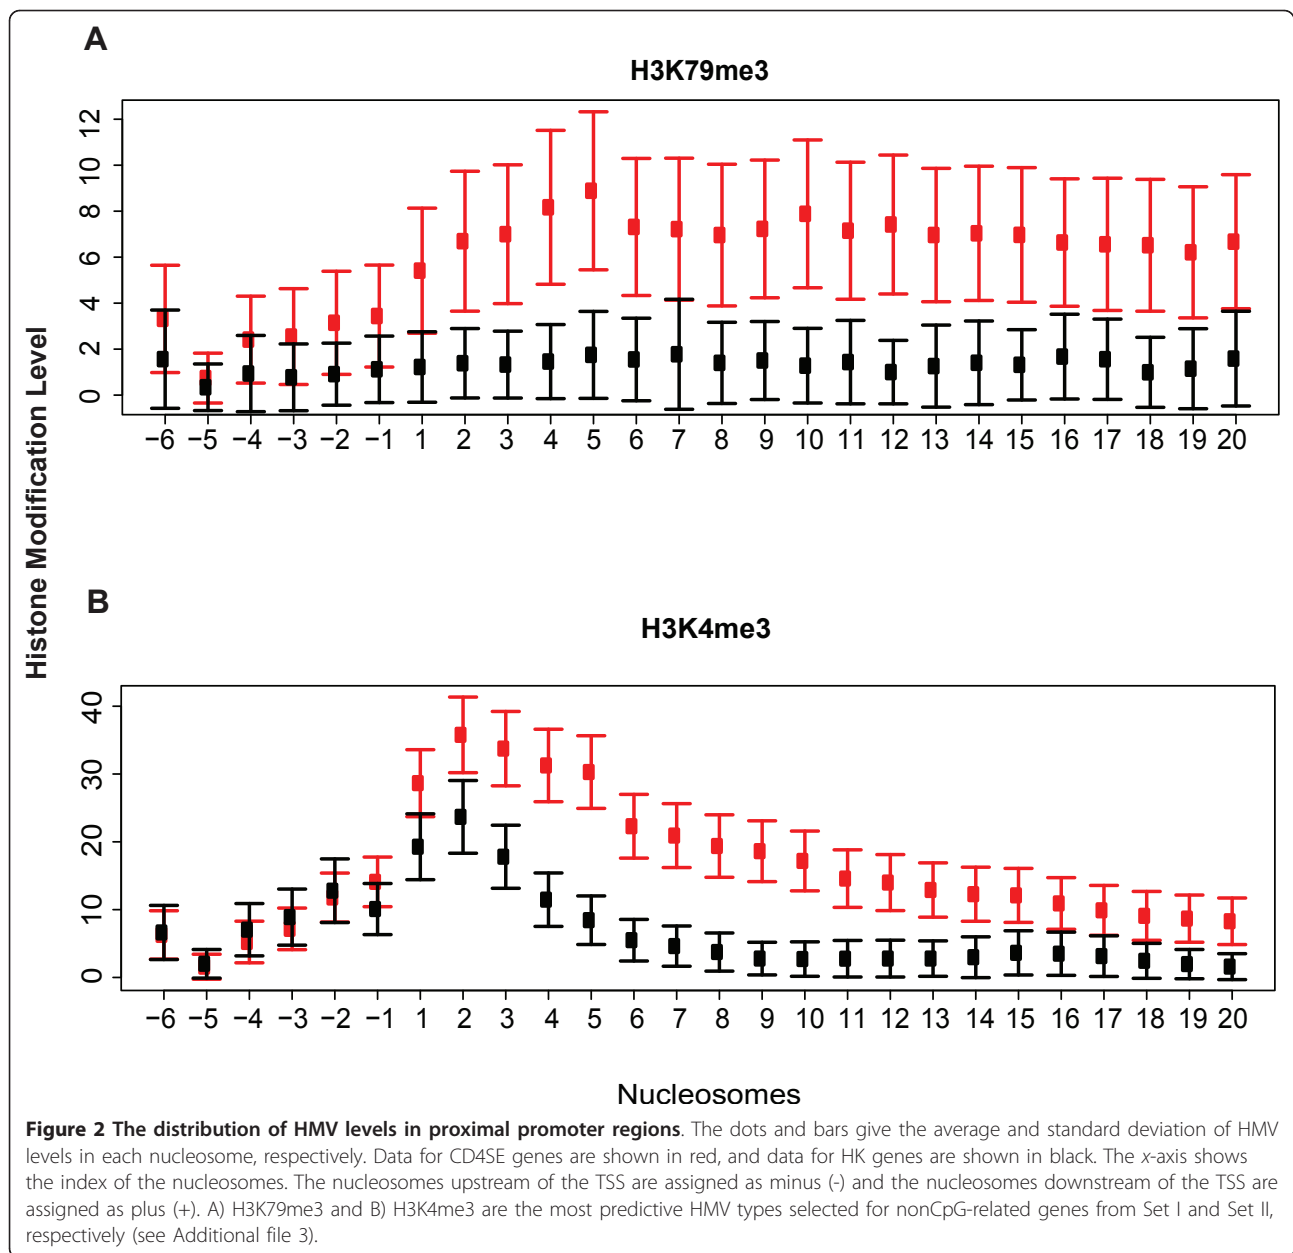 A
H3K79me3
Histone Modification Level
12
10
8
6
4
2
0
−6 −5 −4 −3 −2 −1 1 2 3 4 5 6 7 8 9 10 11 12 13 14 15 16 17 18 19 20
B
H3K4me3
40
30
20
10
0
−6 −5 −4 −3 −2 −1 1 2 3 4 5 6 7 8 9 10 11 12 13 14 15 16 17 18 19 20
Nucleosomes
Figure 2 The distribution of HMV levels in proximal promoter regions. The dots and bars give the average and standard deviation of HMV
levels in each nucleosome, respectively. Data for CD4SE genes are shown in red, and data for HK genes are shown in black. The x-axis shows
the index of the nucleosomes. The nucleosomes upstream of the TSS are assigned as minus (-) and the nucleosomes downstream of the TSS are
assigned as plus (+). A) H3K79me3 and B) H3K4me3 are the most predictive HMV types selected for nonCpG-related genes from Set I and Set II,
respectively (see Additional file 3).